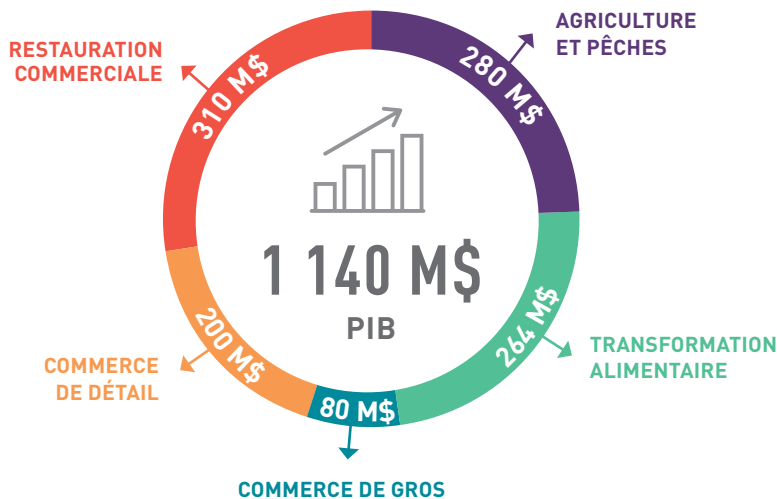 AGRICULTURE
ET PÊCHES
280 M$
RESTAURATION
COMMERCIALE
310 M$
1 140 M$
PIB
264 M$
TRANSFORMATION
ALIMENTAIRE
200 M$
COMMERCE
DE DÉTAIL
80 M$
COMMERCE DE GROS